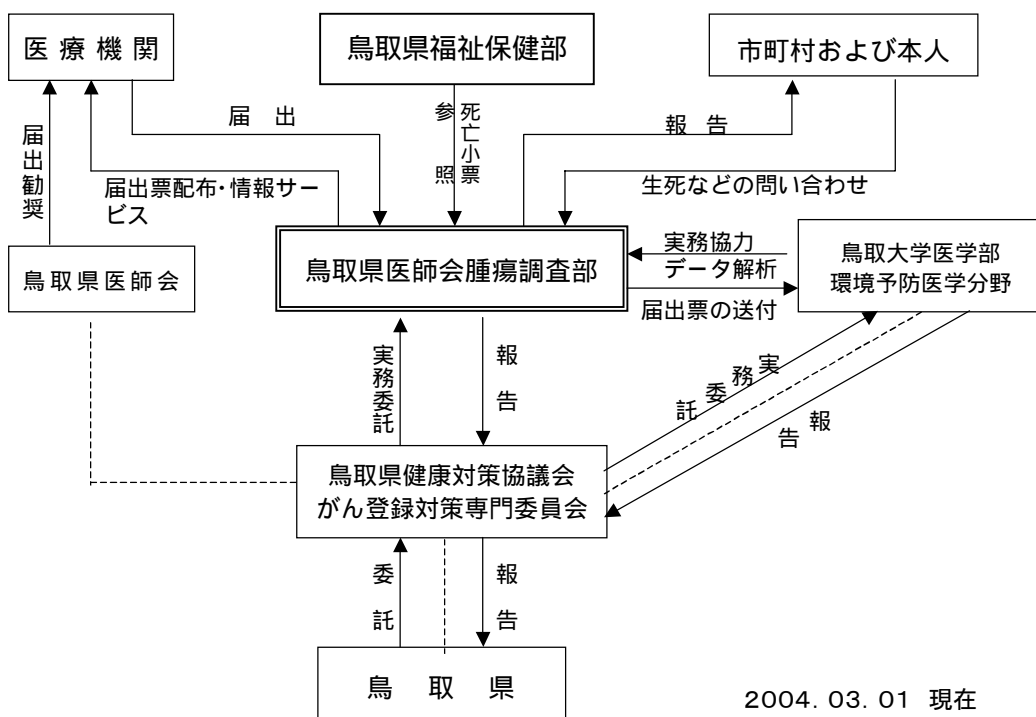 医 療 機 関
鳥取県福祉保健部
市町村および本人
届 出
参 照
死亡小票
報 告
届出勧奨
届出票配布・情報サー
ビス
生死などの問い合わせ
鳥取県医師会
鳥取県医師会腫瘍調査部
実務協力
データ解析
届出票の送付
鳥取大学医学部
環境予防医学分野
実務委託
報 告
実務委託
報 告
鳥取県健康対策協議会
がん登録対策専門委員会
委 託
報 告
鳥 取 県
2004. 03. 01 現在